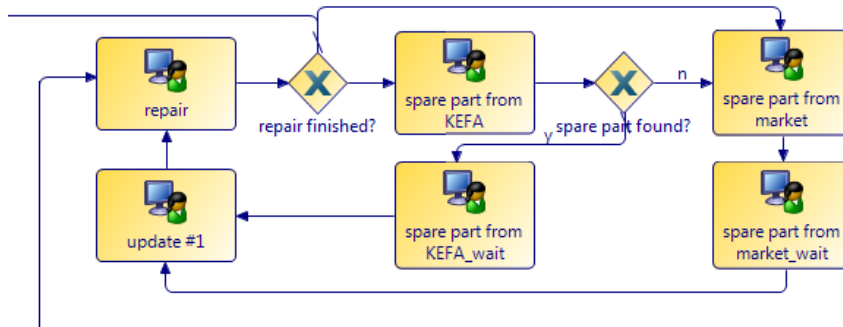 repair
repair finished?
spare part from
KEFA
spare part found?
n
y
spare part from
market
update #1
spare part from
KEFA_wait
spare part from
market_wait